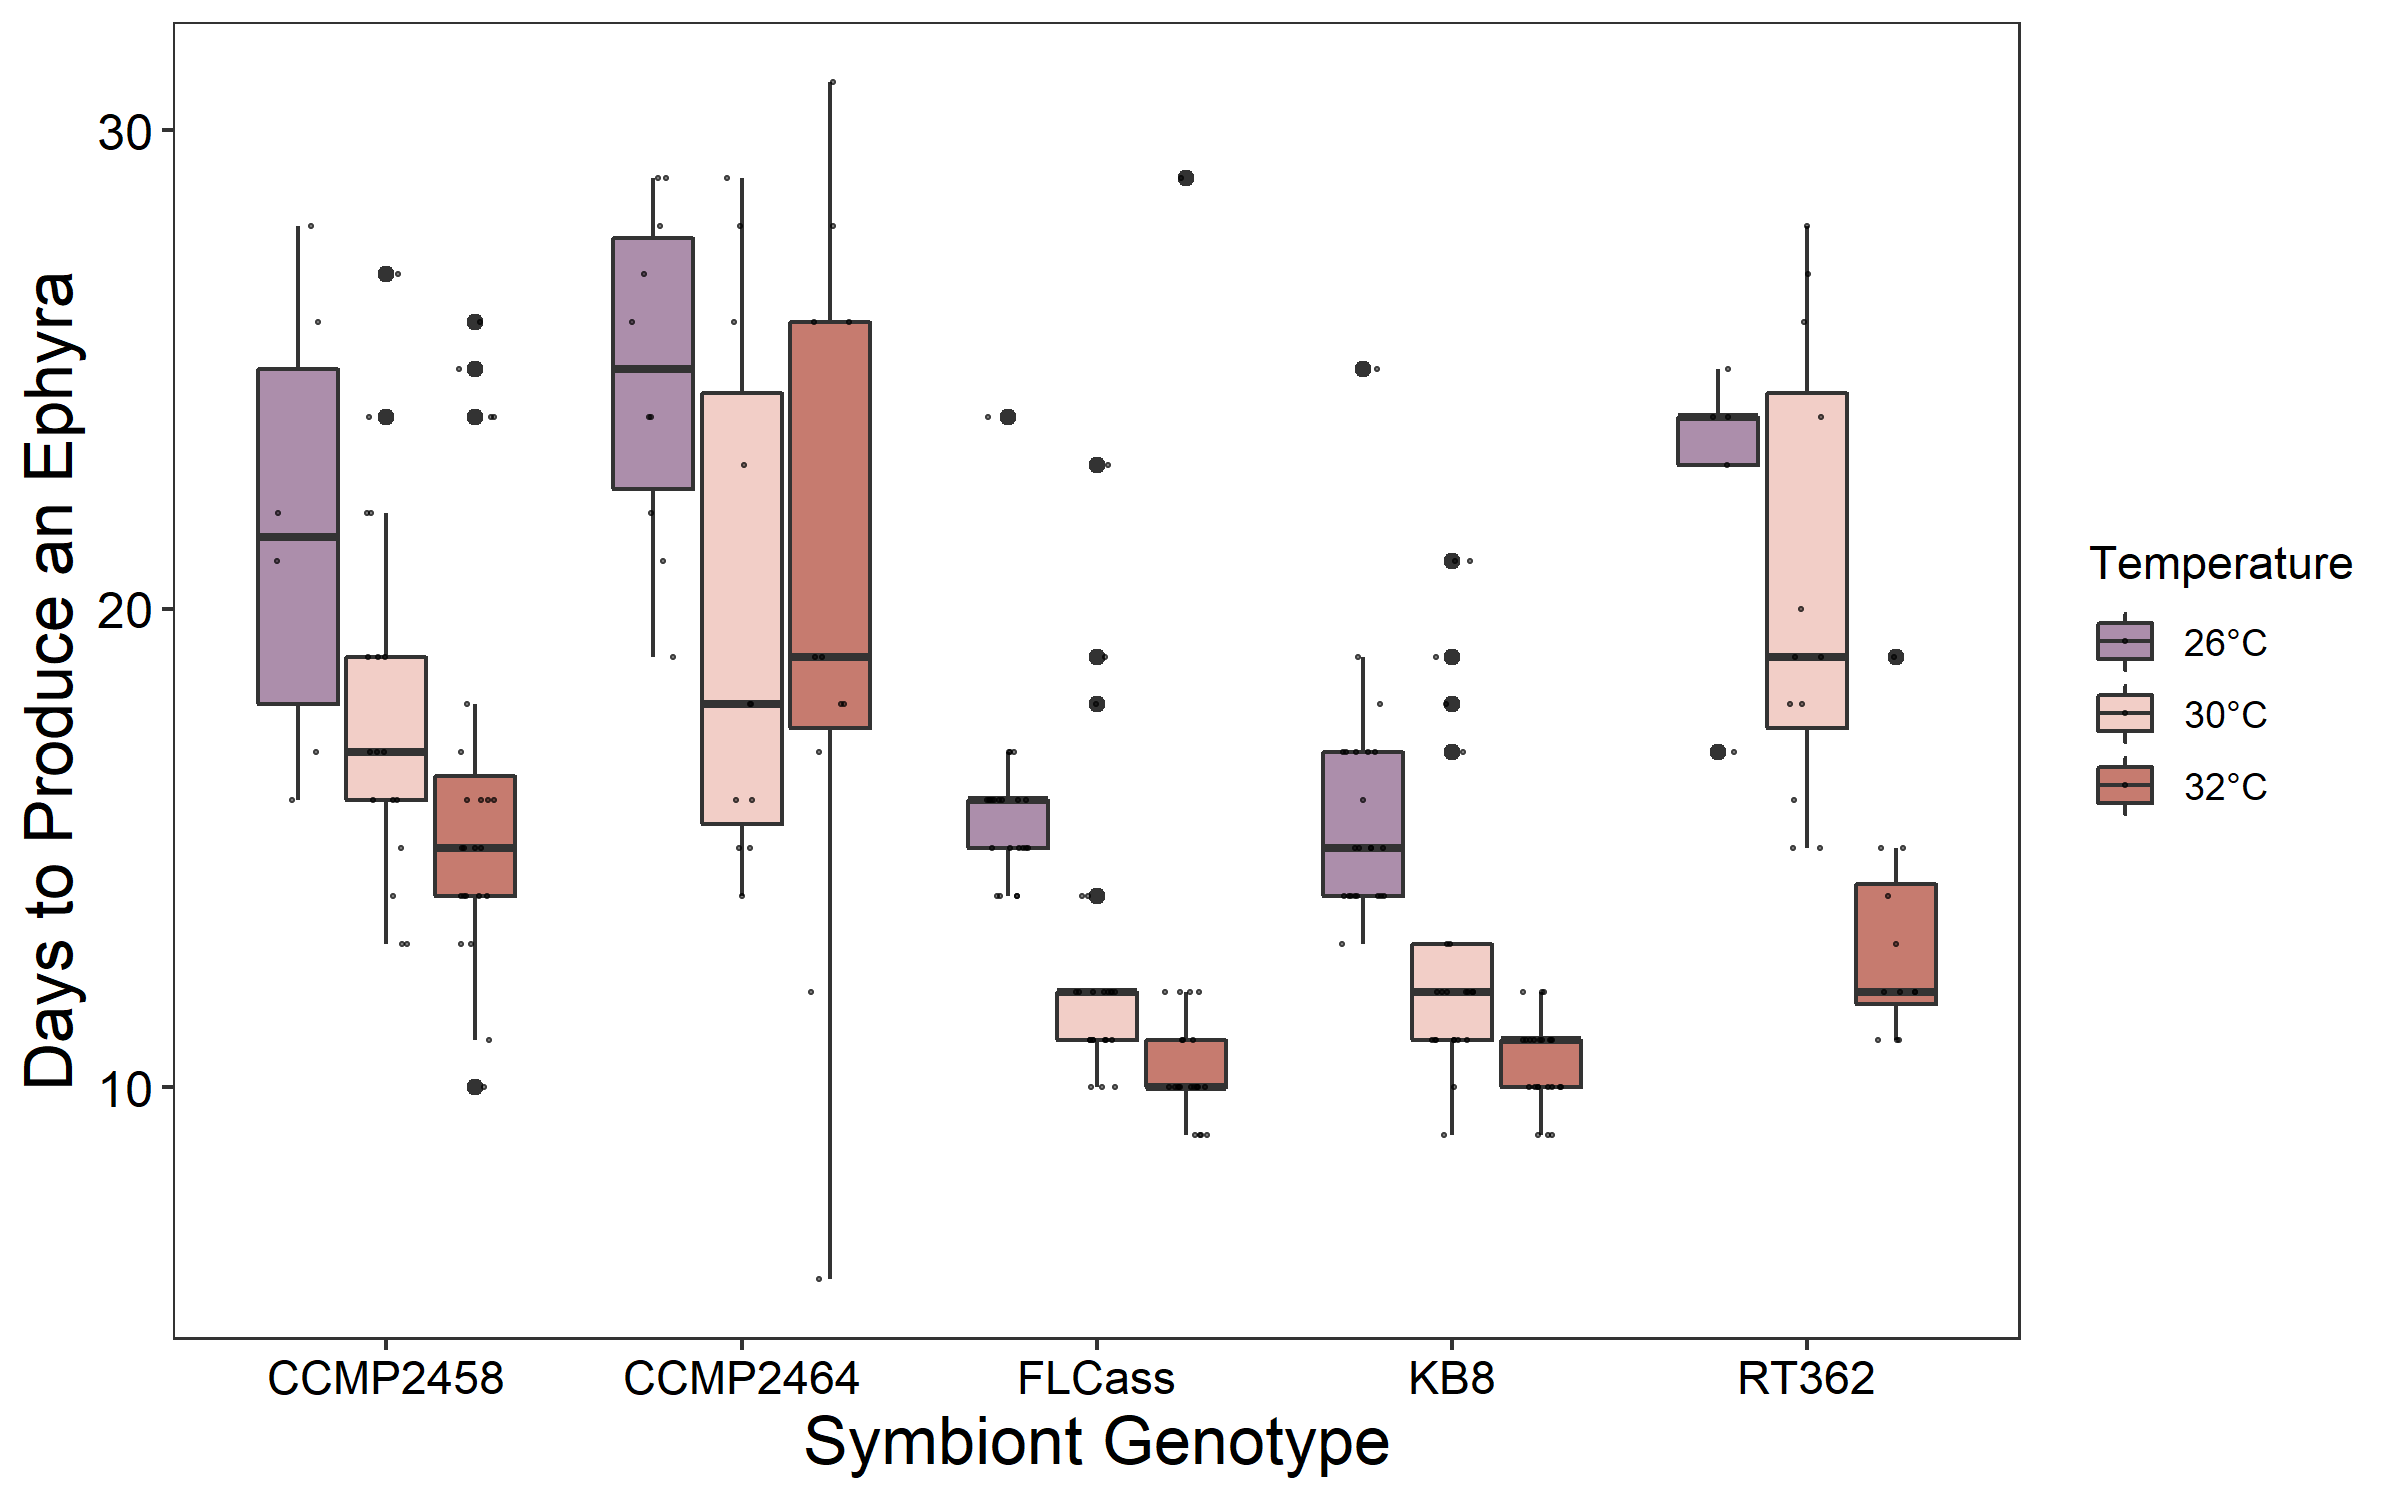 Days to Produce an Ephyra
30
20
10
CCMP2458
CCMP2464
FLCass
KB8
RT362
Symbiont Genotype
Temperature
26°C
30°C
32°C